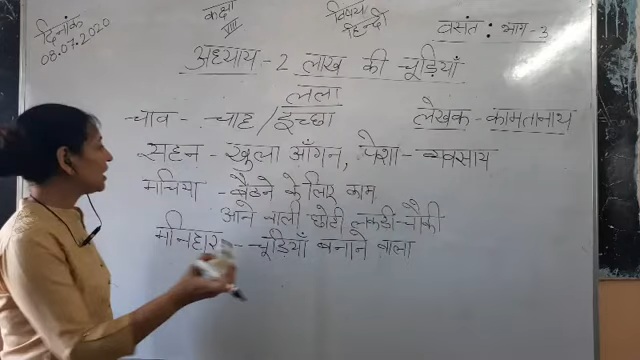 दिनांक 08.07.2020
कक्षा VIII
विषय हिन्दी
वसंत : भाग - 3
अध्याय - 2 लाख की चूड़ियाँ
लला
चाव - चाह / इच्छा
लेखक - कामतानाथ
सहन - खुला आँगन, पेशा - व्यवसाय
मचिया - बैठने के लिए काम
आने वाली छोटी लकडी - चौकी
मनिहार - चूड़ियाँ बनाने वाला